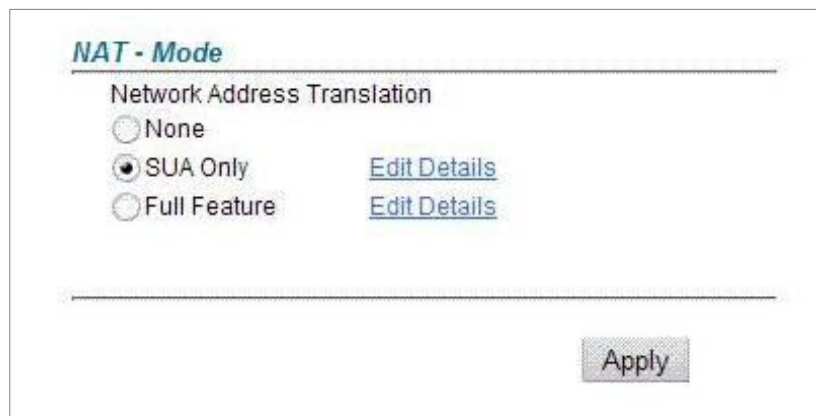 NAT - Mode
Network Address Translation
None
SUA Only Edit Details
Full Feature Edit Details
Apply